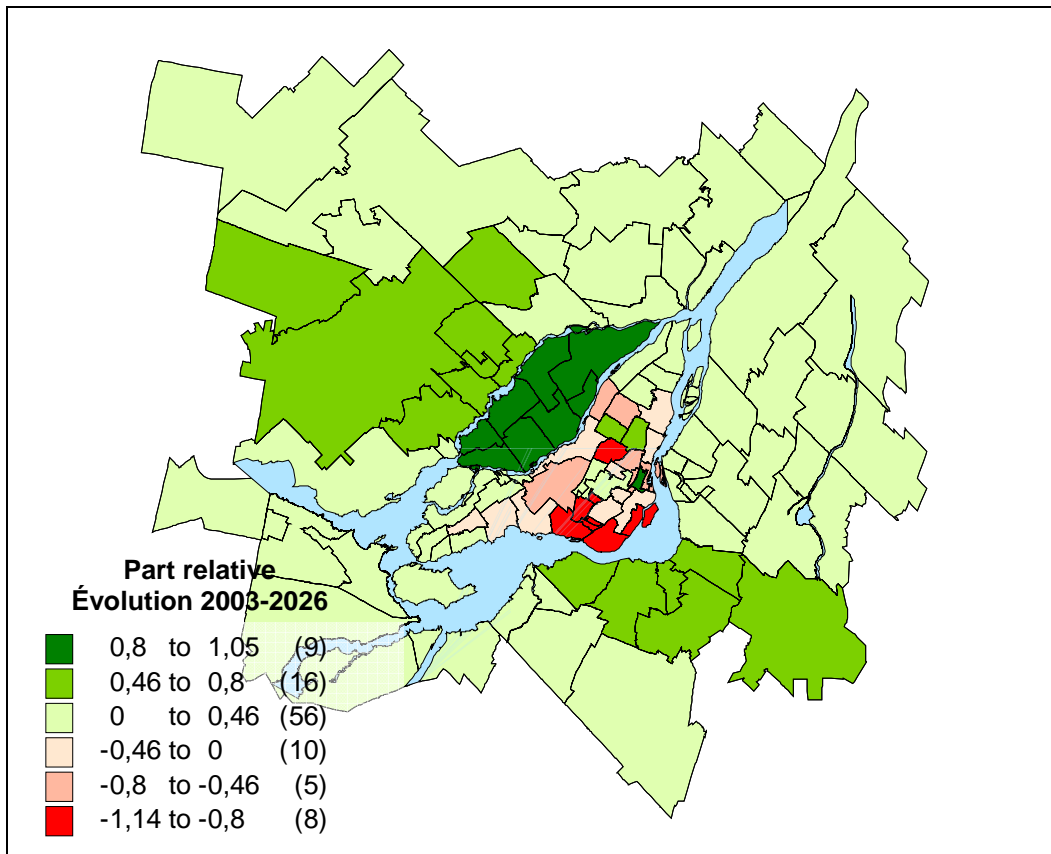 Part relative
Évolution 2003-2026
0,8 to 1,05 (9)
0,46 to 0,8 (16)
0 to 0,46 (56)
-0,46 to 0 (10)
-0,8 to -0,46 (5)
-1,14 to -0,8 (8)